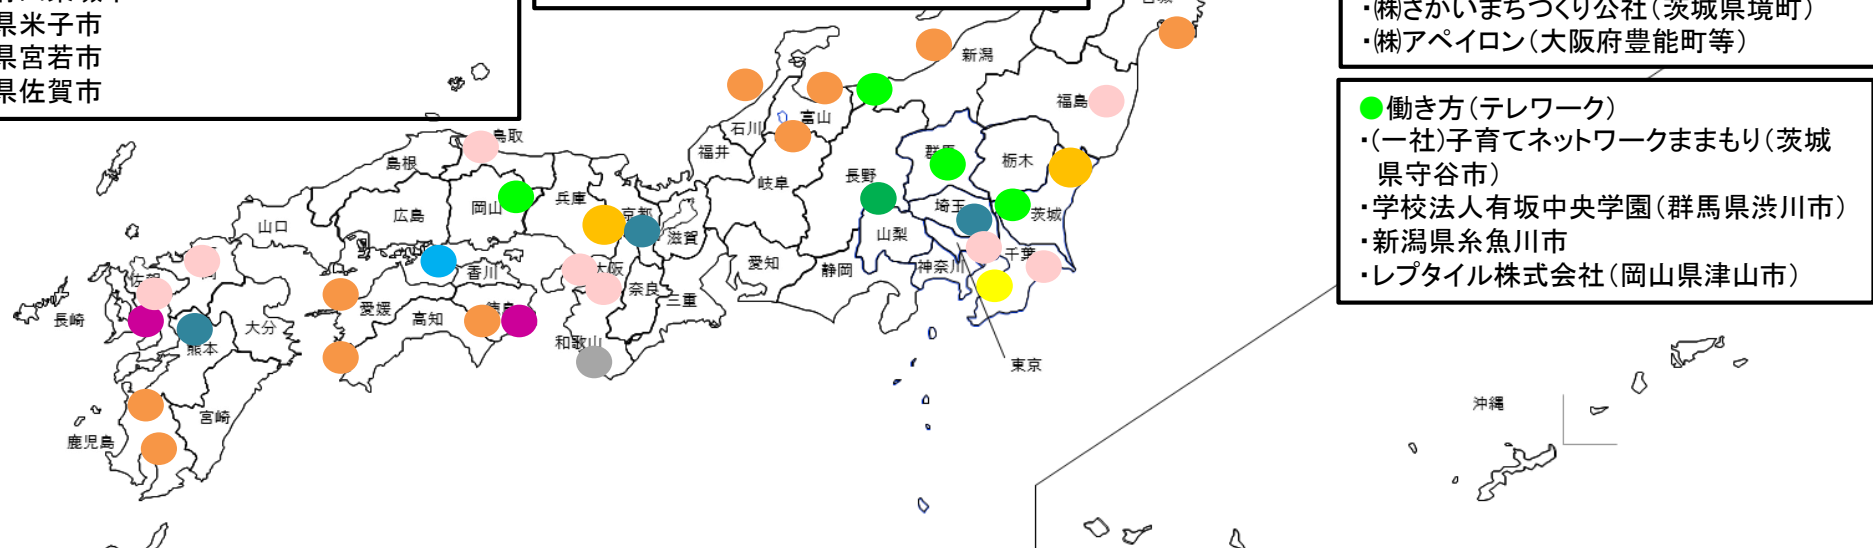 県米子市
県宮若市
県佐賀市
・㈱さかいまちづくり公社（茨城県境町）
・㈱アペイロン（大阪府豊能町等）
●働き方（テレワーク）
・（一社）子育てネットワークままもり（茨城
県守谷市）
・学校法人有坂中央学園（群馬県渋川市）
・新潟県糸魚川市
・レプタイル株式会社（岡山県津山市）
新潟
福島
富山
石川
福井
群馬
栃木
長野
岐阜
埼玉
茨城
山梨
千葉
神奈川
東京
静岡
愛知
鳥取
島根
岡山
兵庫
京都
滋賀
広島
山口
大阪
奈良
三重
和歌山
香川
徳島
愛媛
高知
佐賀
長崎
大分
熊本
宮崎
鹿児島
沖縄